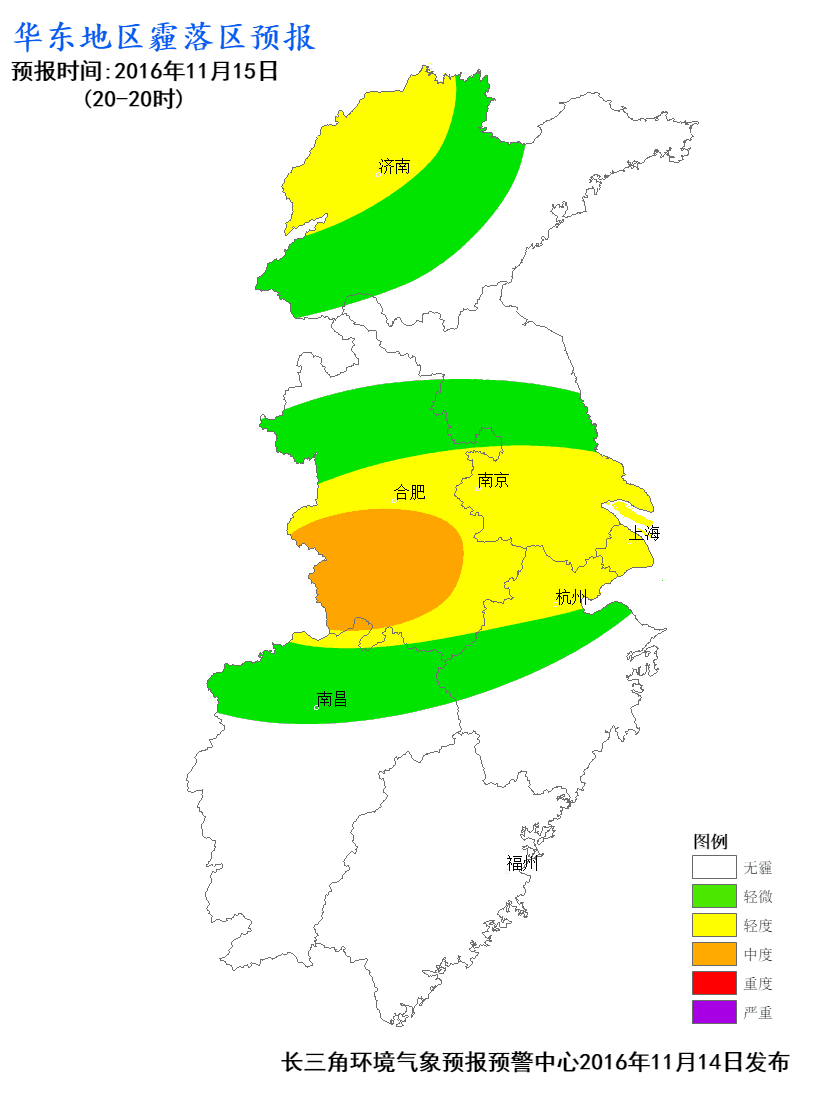 华东地区霾落区预报
预报时间:2016年11月15日
(20-20时)
济南
南京
合肥
上海
杭州
南昌
福州
图例
无霾
轻微
轻度
中度
重度
严重
长三角环境气象预报预警中心2016年11月14日发布